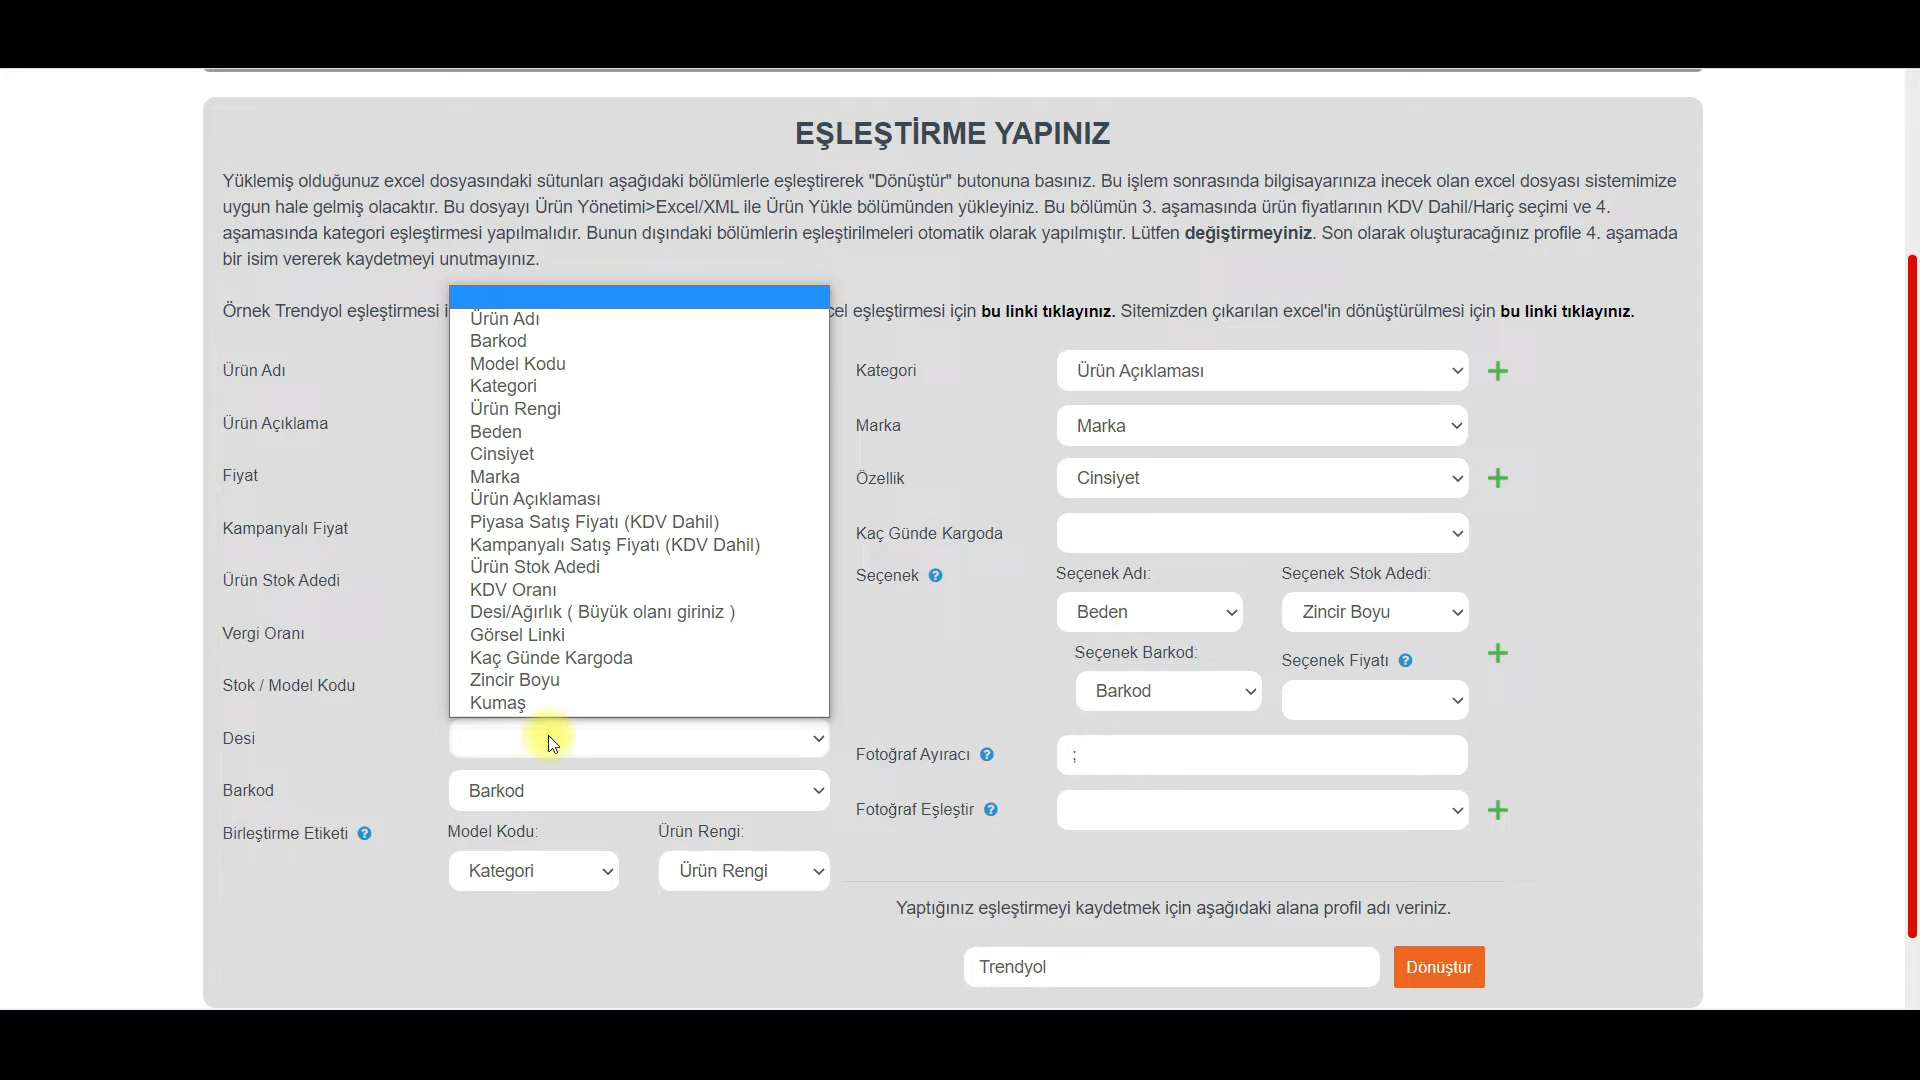 EŞLEŞTİRME YAPINIZ
Yüklemiş olduğunuz excel dosyasındaki sütunları aşağıdaki bölümlerle eşleştirerek "Dönüştür" butonuna basınız. Bu işlem sonrasında bilgisayarınıza inecek olan excel dosyası sistemimize
uygun hale gelmiş olacaktır. Bu dosyayı Ürün Yönetimi>Excel/XML ile Ürün Yükle bölümünden yükleyiniz. Bu bölümün 3. aşamasında ürün fiyatlarının KDV Dahil/Hariç seçimi ve 4.
aşamasında kategori eşleştirmesi yapılmalıdır. Bunun dışındaki bölümlerin eşleştirilmeleri otomatik olarak yapılmıştır. Lütfen değiştirmeyiniz. Son olarak oluşturacağınız profile 4. aşamada
bir isim vererek kaydetmeyi unutmayınız.
Örnek Trendyol eşleştirmesi eşleştirmesi için bu linki tıklayınız. Sitemizden çıkarılan excel'in dönüştürülmesi için bu linki tıklayınız.
Ürün Adı
Barkod
Model Kodu
Kategori
Ürün Rengi
Beden
Cinsiyet
Marka
Ürün Açıklaması
Piyasa Satış Fiyatı (KDV Dahil)
Kampanyalı Satış Fiyatı (KDV Dahil)
Ürün Stok Adedi
KDV Oranı
Desi/Ağırlık ( Büyük olanı giriniz )
Görsel Linki
Kaç Günde Kargoda
Zincir Boyu
Kumaş
Ürün Adı
Ürün Açıklama
Fiyat
Kampanyalı Fiyat
Ürün Stok Adedi
Vergi Oranı
Stok / Model Kodu
Desi
Barkod Barkod
Birleştirme Etiketi ? Model Kodu: Ürün Rengi:
Kategori Ürün Rengi
Kategori Ürün Açıklaması +
Marka Marka
Özellik Cinsiyet +
Kaç Günde Kargoda
Seçenek ? Seçenek Adı: Seçenek Stok Adedi:
Beden Zincir Boyu
Seçenek Barkod: Seçenek Fiyatı ?
Barkod +
Fotoğraf Ayıracı ? ;
Fotoğraf Eşleştir ? +
Yaptığınız eşleştirmeyi kaydetmek için aşağıdaki alana profil adı veriniz.
Trendyol Dönüştür